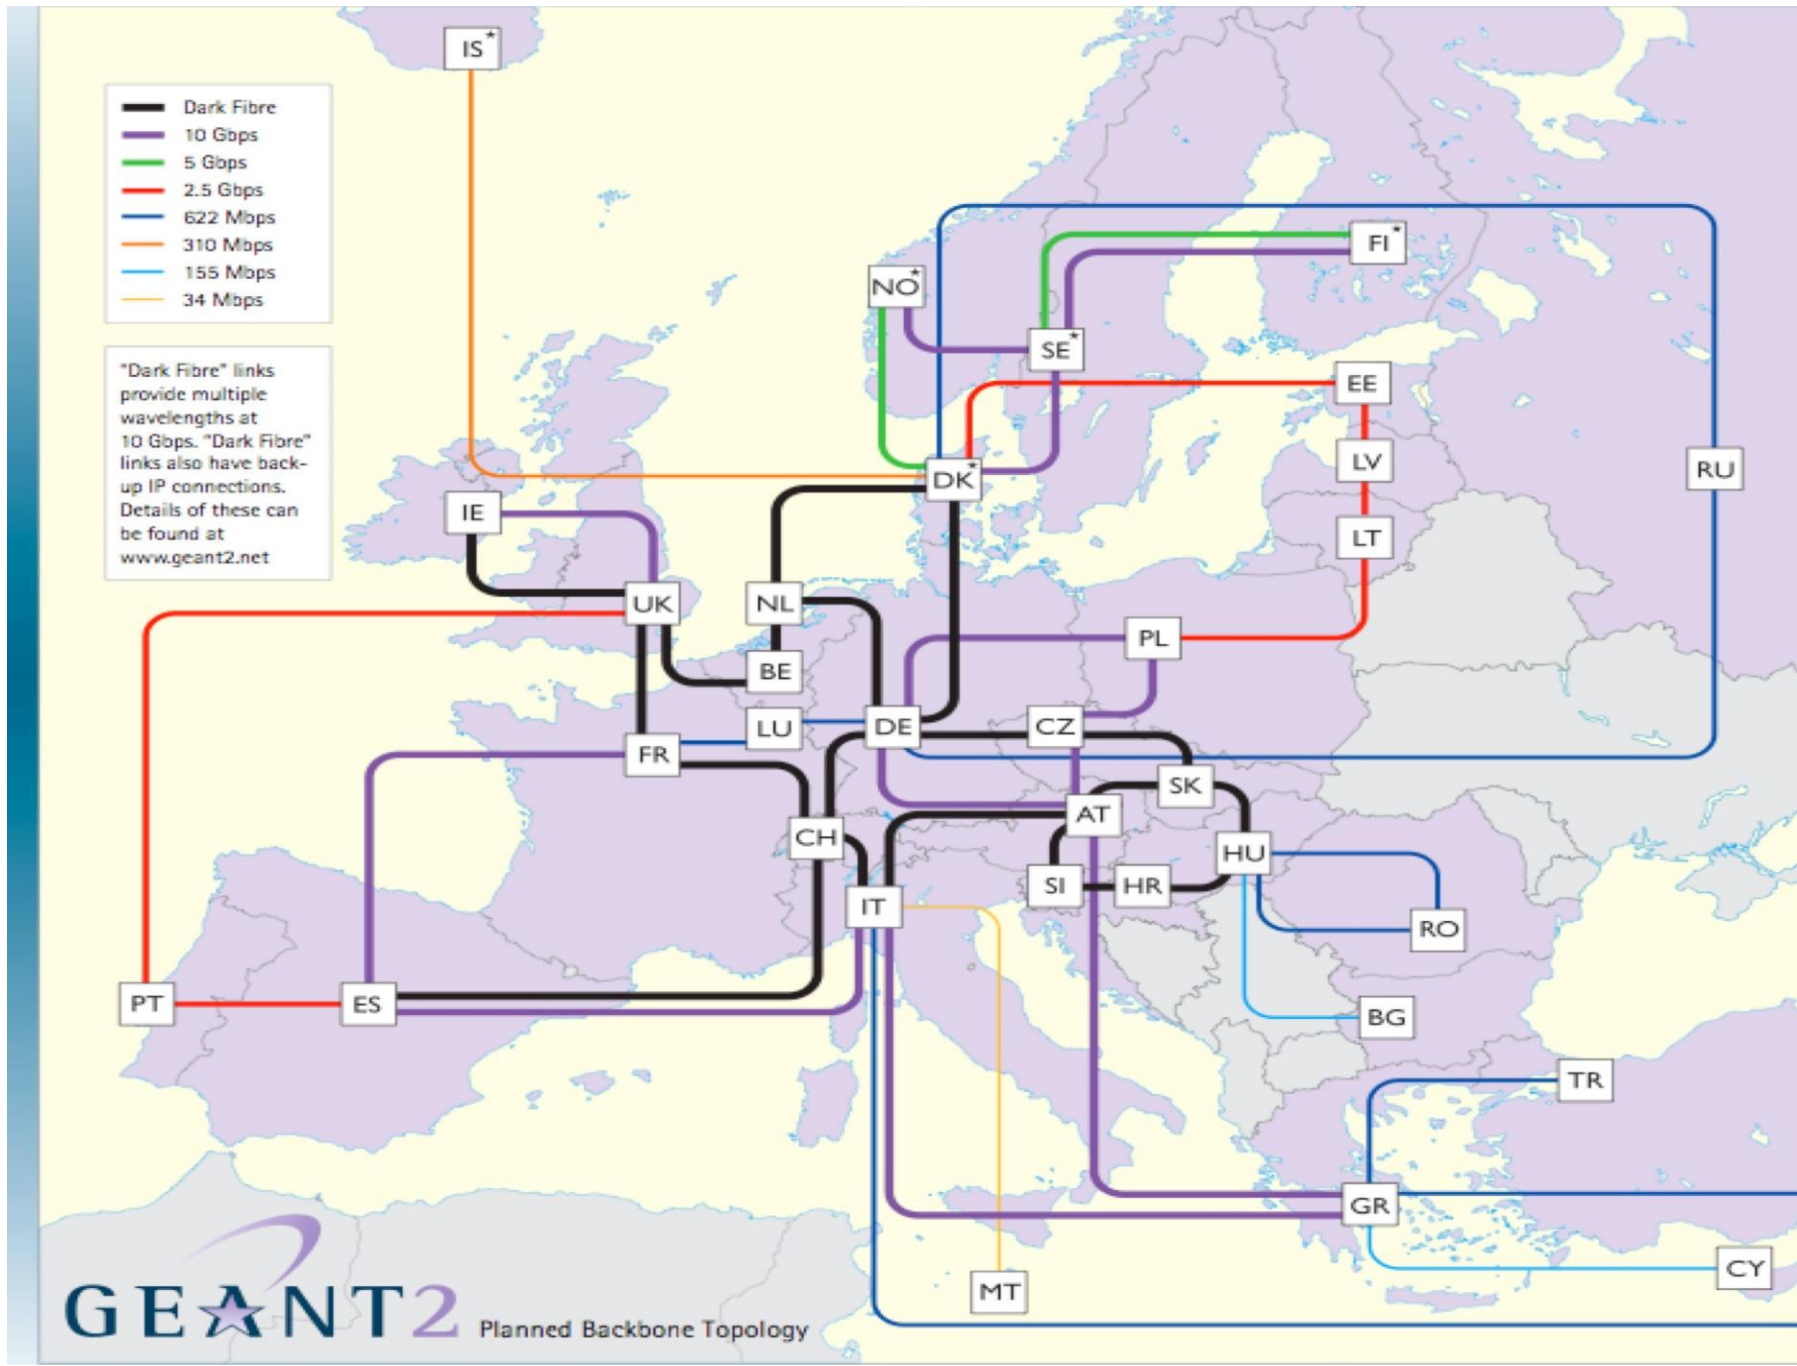 IS*
Dark Fibre
10 Gbps
5 Gbps
2.5 Gbps
622 Mbps
310 Mbps
155 Mbps
34 Mbps
"Dark Fibre" links
provide multiple
wavelengths at
10 Gbps. "Dark Fibre"
links also have back-
up IP connections.
Details of these can
be found at
www.geant2.net
FI*
NO*
SE*
EE
LV
RU
DK*
IE
LT
UK
NL
PL
BE
LU
DE
CZ
FR
SK
AT
CH
HU
SI
HR
IT
RO
PT
ES
BG
TR
GR
CY
MT
GEANT2
Planned Backbone Topology